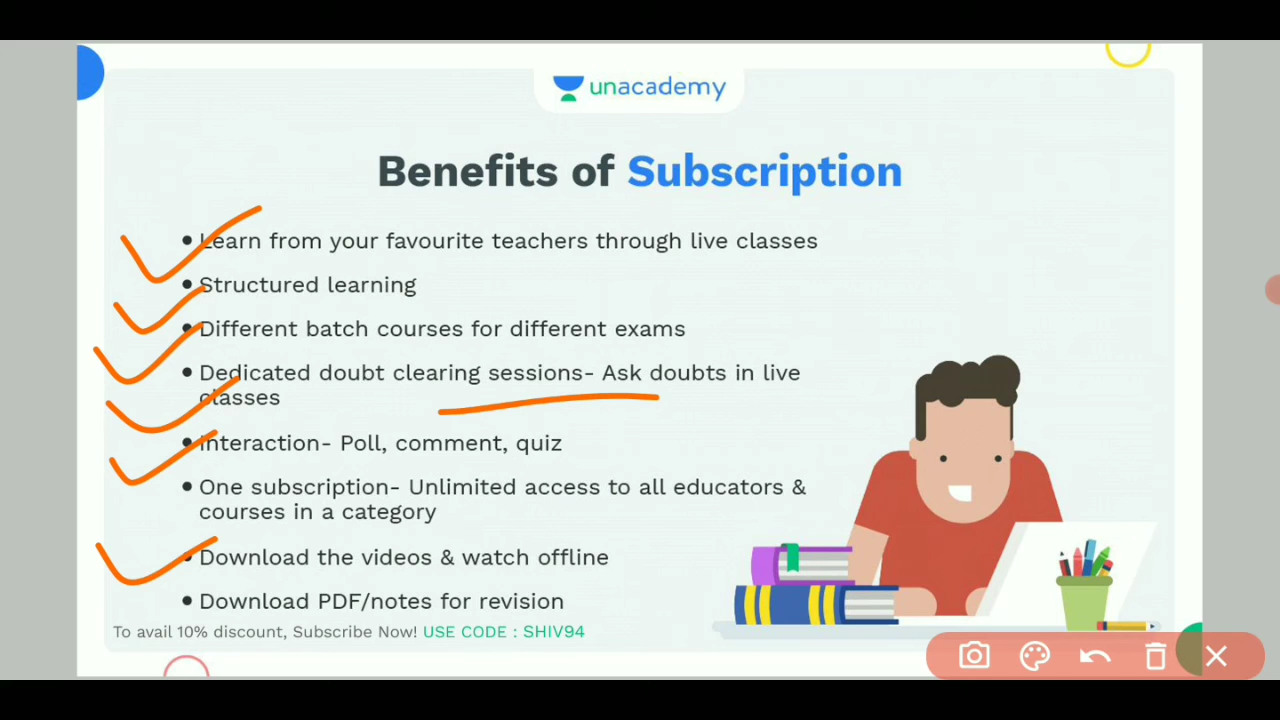 unacademy
Benefits of Subscription
• Learn from your favourite teachers through live classes
• Structured learning
• Different batch courses for different exams
• Dedicated doubt clearing sessions- Ask doubts in live
classes
• Interaction- Poll, comment, quiz
• One subscription- Unlimited access to all educators &
courses in a category
• Download the videos & watch offline
• Download PDF/notes for revision
To avail 10% discount, Subscribe Now! USE CODE : SHIV94